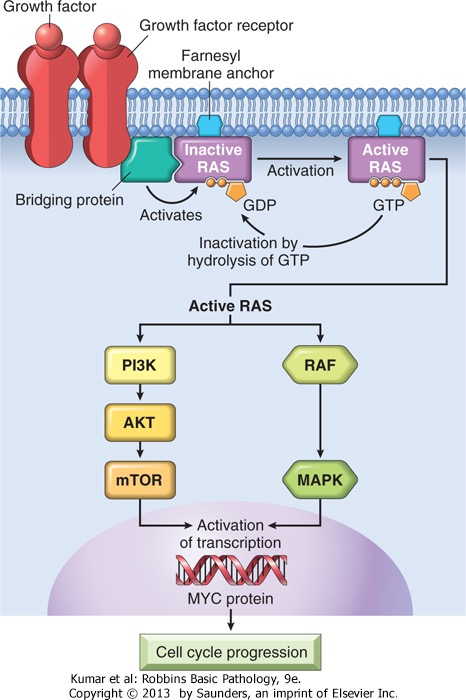 Growth factor
Growth factor receptor
Farnesyl
membrane anchor
Inactive
RAS
Active
RAS
Activation
Bridging protein
Activates
GDP
GTP
Inactivation by
hydrolysis of GTP
Active RAS
PI3K
RAF
AKT
mTOR
MAPK
Activation
of transcription
MYC protein
Cell cycle progression
Kumar et al: Robbins Basic Pathology, 9e.
Copyright © 2013 by Saunders, an imprint of Elsevier Inc.